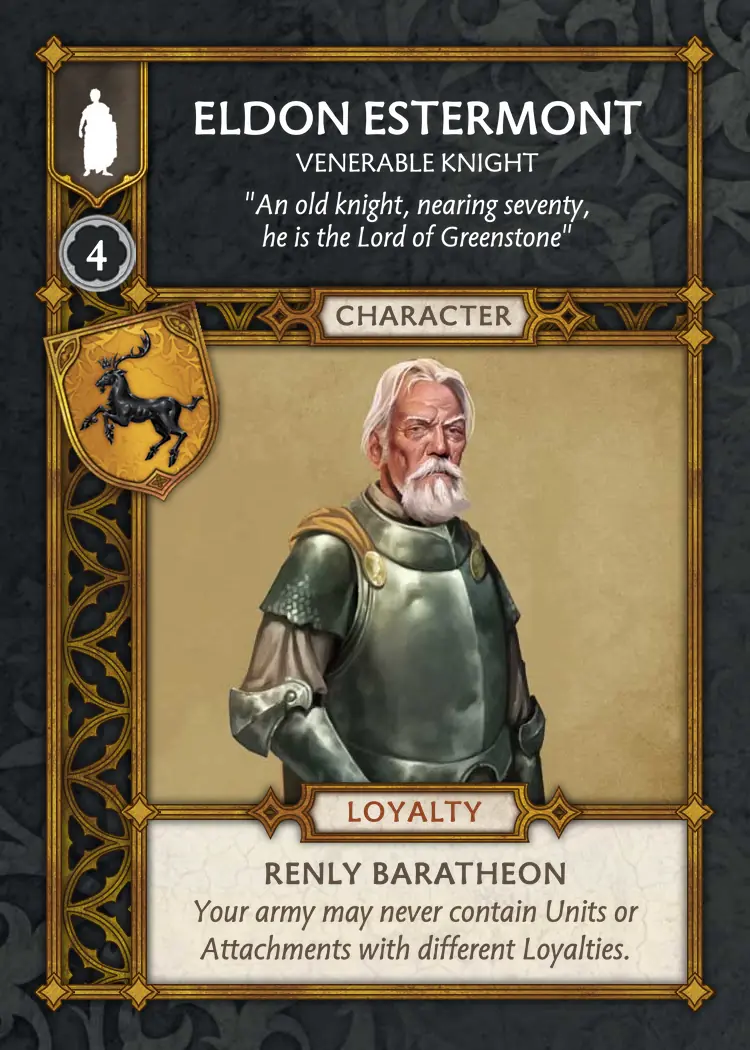 ELDON ESTERMONT
VENERABLE KNIGHT
"An old knight, nearing seventy,
he is the Lord of Greenstone"
4
CHARACTER
LOYALTY
RENLY BARATHEON
Your army may never contain Units or
Attachments with different Loyalties.